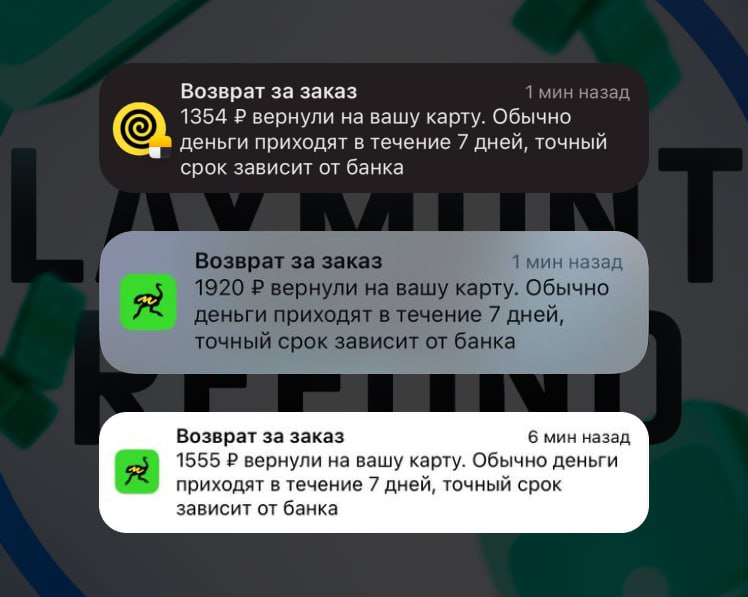 Возврат за заказ
1 мин назад
1354 ₽ вернули на вашу карту. Обычно
деньги приходят в течение 7 дней, точный
срок зависит от банка
LAYMONT
Возврат за заказ
1 мин назад
1920 ₽ вернули на вашу карту. Обычно
деньги приходят в течение 7 дней,
точный срок зависит от банка
REFUND
Возврат за заказ
6 мин назад
1555 ₽ вернули на вашу карту. Обычно деньги
приходят в течение 7 дней, точный срок
зависит от банка